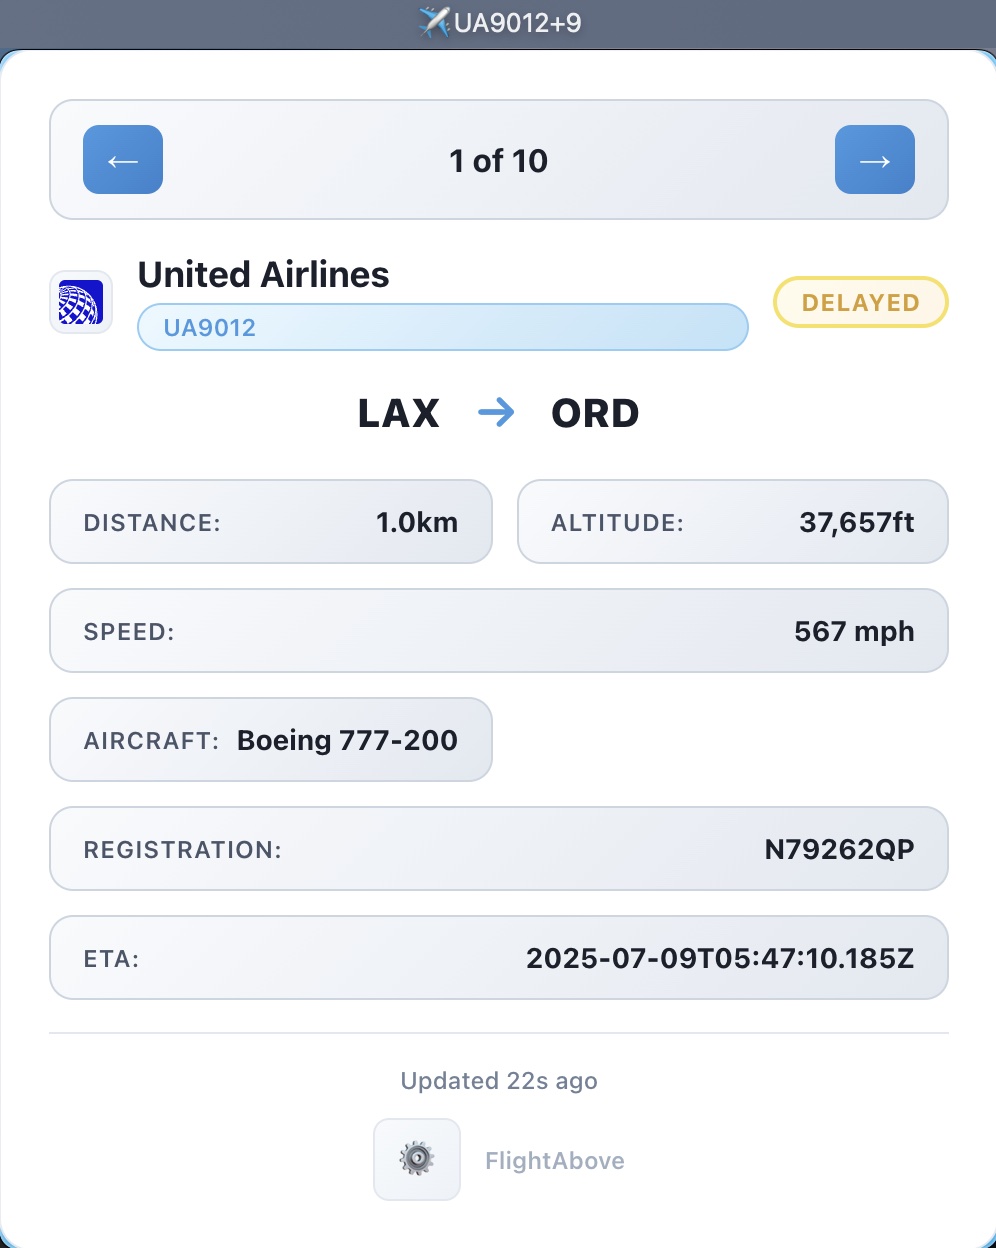 UA9012+9
← 1 of 10 →
United Airlines
UA9012
DELAYED
LAX → ORD
DISTANCE: 1.0km
ALTITUDE: 37,657ft
SPEED: 567 mph
AIRCRAFT: Boeing 777-200
REGISTRATION: N79262QP
ETA: 2025-07-09T05:47:10.185Z
Updated 22s ago
FlightAbove